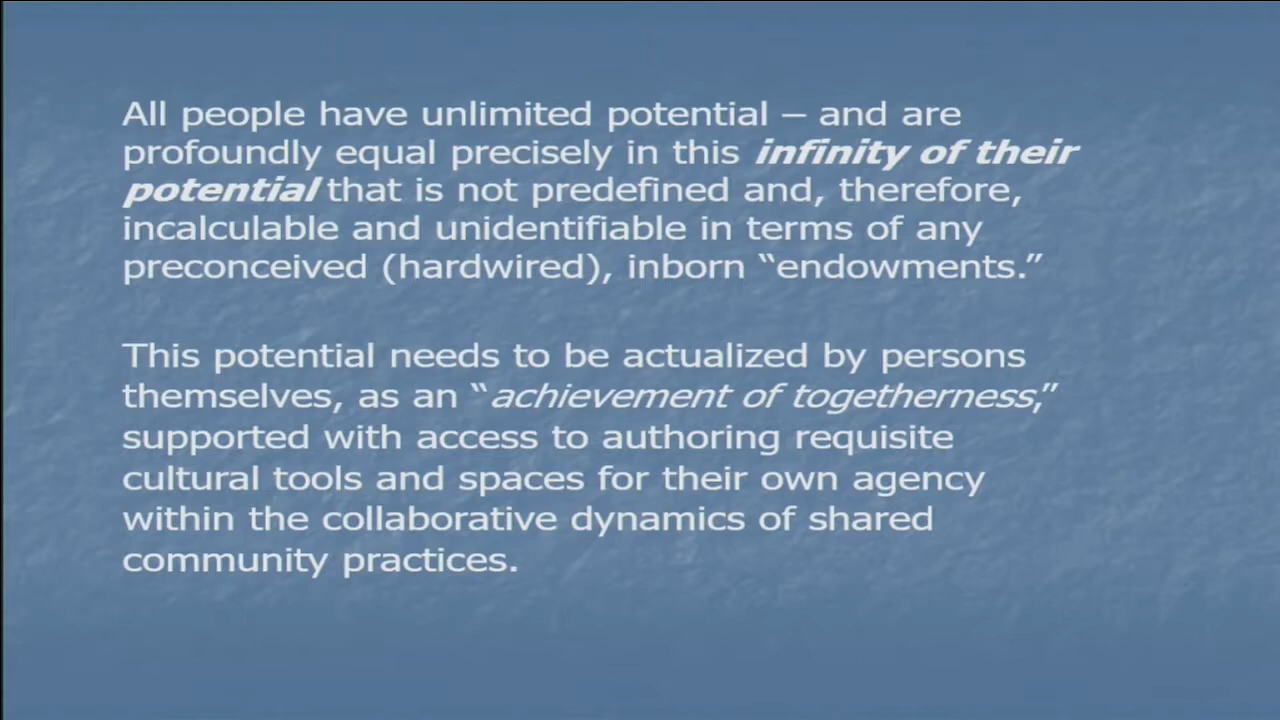 All people have unlimited potential – and are
profoundly equal precisely in this infinity of their
potential that is not predefined and, therefore,
incalculable and unidentifiable in terms of any
preconceived (hardwired), inborn “endowments.”
This potential needs to be actualized by persons
themselves, as an “achievement of togetherness,”
supported with access to authoring requisite
cultural tools and spaces for their own agency
within the collaborative dynamics of shared
community practices.